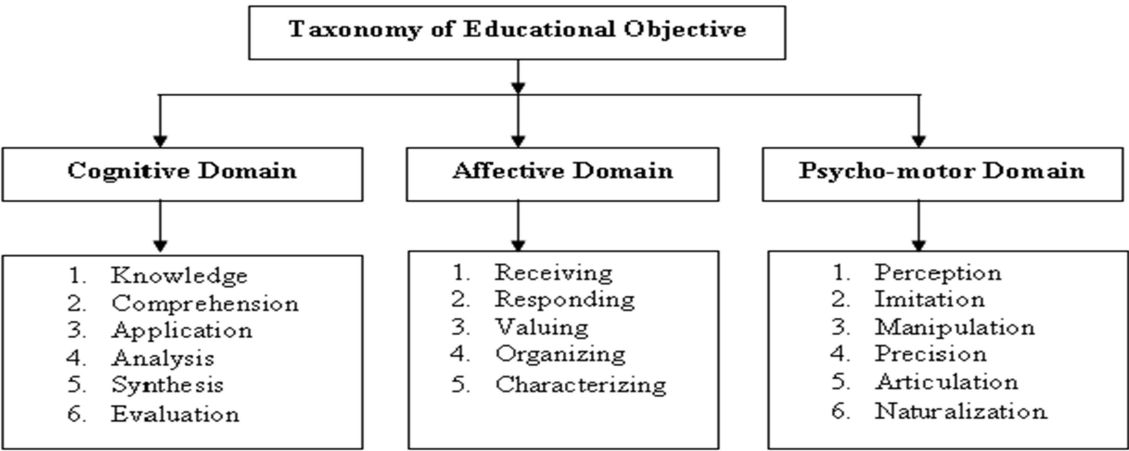 Taxonomy of Educational Objective
Cognitive Domain
Affective Domain
Psycho-motor Domain
1. Knowledge
2. Comprehension
3. Application
4. Analysis
5. Synthesis
6. Evaluation
1. Receiving
2. Responding
3. Valuing
4. Organizing
5. Characterizing
1. Perception
2. Imitation
3. Manipulation
4. Precision
5. Articulation
6. Naturalization